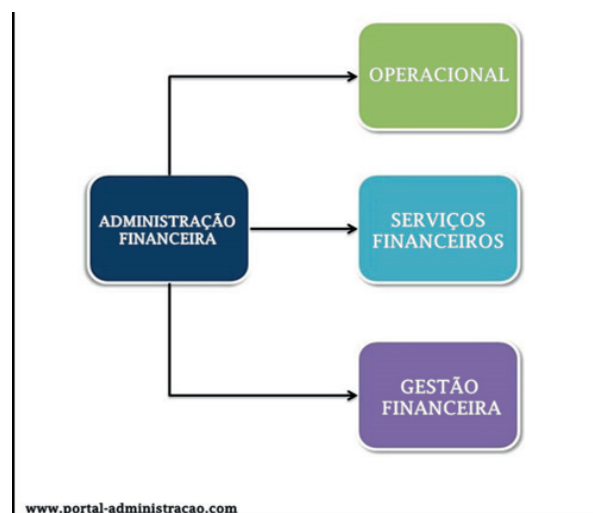 OPERACIONAL
ADMINISTRAÇÃO
FINANCEIRA
SERVIÇOS
FINANCEIROS
GESTÃO
FINANCEIRA
www.portal-administracao.com